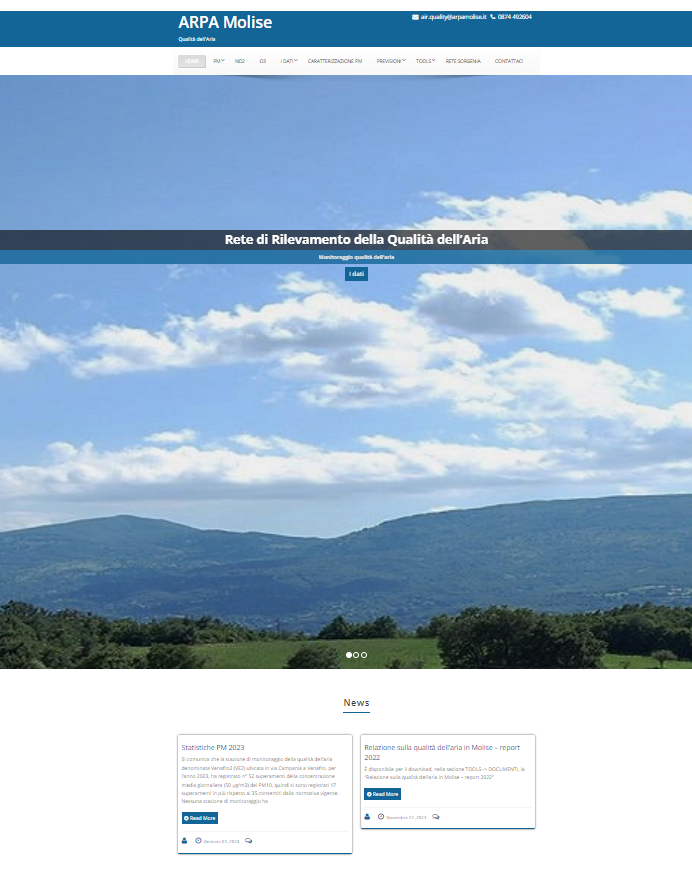 ARPA Molise
air.quality@arpamolise.it 0874 492604
Qualità dell'Aria
HOME PM NO2 O3 I DATI CARATTERIZZAZIONE PM PREVISIONI TOOLS RETE SORGENIA CONTATTACI
Rete di Rilevamento della Qualità dell'Aria
Monitoraggio qualità dell'aria
I dati
News
Statistiche PM 2023
Si comunica che la stazione di monitoraggio della qualità dell'aria
denominata Venafro2 (VE2) ubicata in via Campania a Venafro, per
l'anno 2023, ha registrato n° 52 superamenti della concentrazione
media giornaliera (50 µg/m3) del PM10, quindi si sono registrati 17
superamenti in più rispetto ai 35 consentiti dalla normativa vigente.
Nessuna stazione di monitoraggio ha
Read More
Gennaio 02, 2024
Relazione sulla qualità dell'aria in Molise – report
2022
È disponibile per il download, nella sezione TOOLS -> DOCUMENTI, la
"Relazione sulla qualità dell'aria in Molise – report 2022"
Read More
Novembre 22, 2023